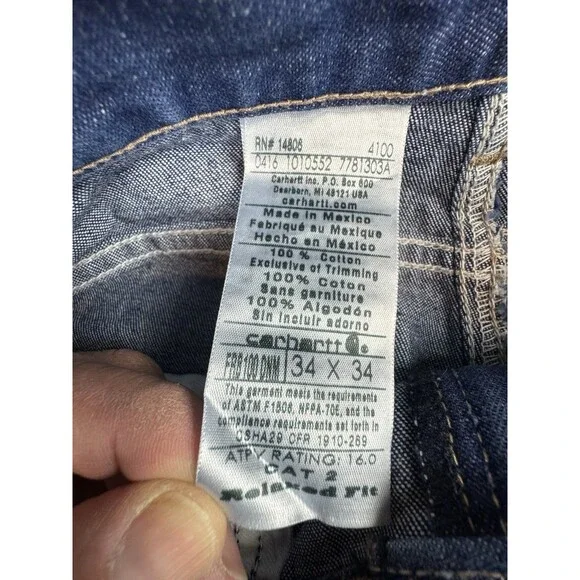 RN# 14806 4100
0416 1010552 7781303A
Carhartt Inc. P.O. Box 600
Dearborn, MI 48121 USA
carhartt.com
Made in Mexico
Fabriqué au Mexique
Hecho en México
100 % Cotton
Exclusive of Trimming
100 % Coton
Sans garniture
100% Algodón
Sin incluir adorno
carhartt
FRB 100 DNM 34 X 34
This garment meets the requirements
of ASTM F1506, NFPA-70E, and the
compliance requirements set forth in
OSHA29 CFR 1910-269
ATPV RATING: 16.0
CAT 2
Relaxed Fit